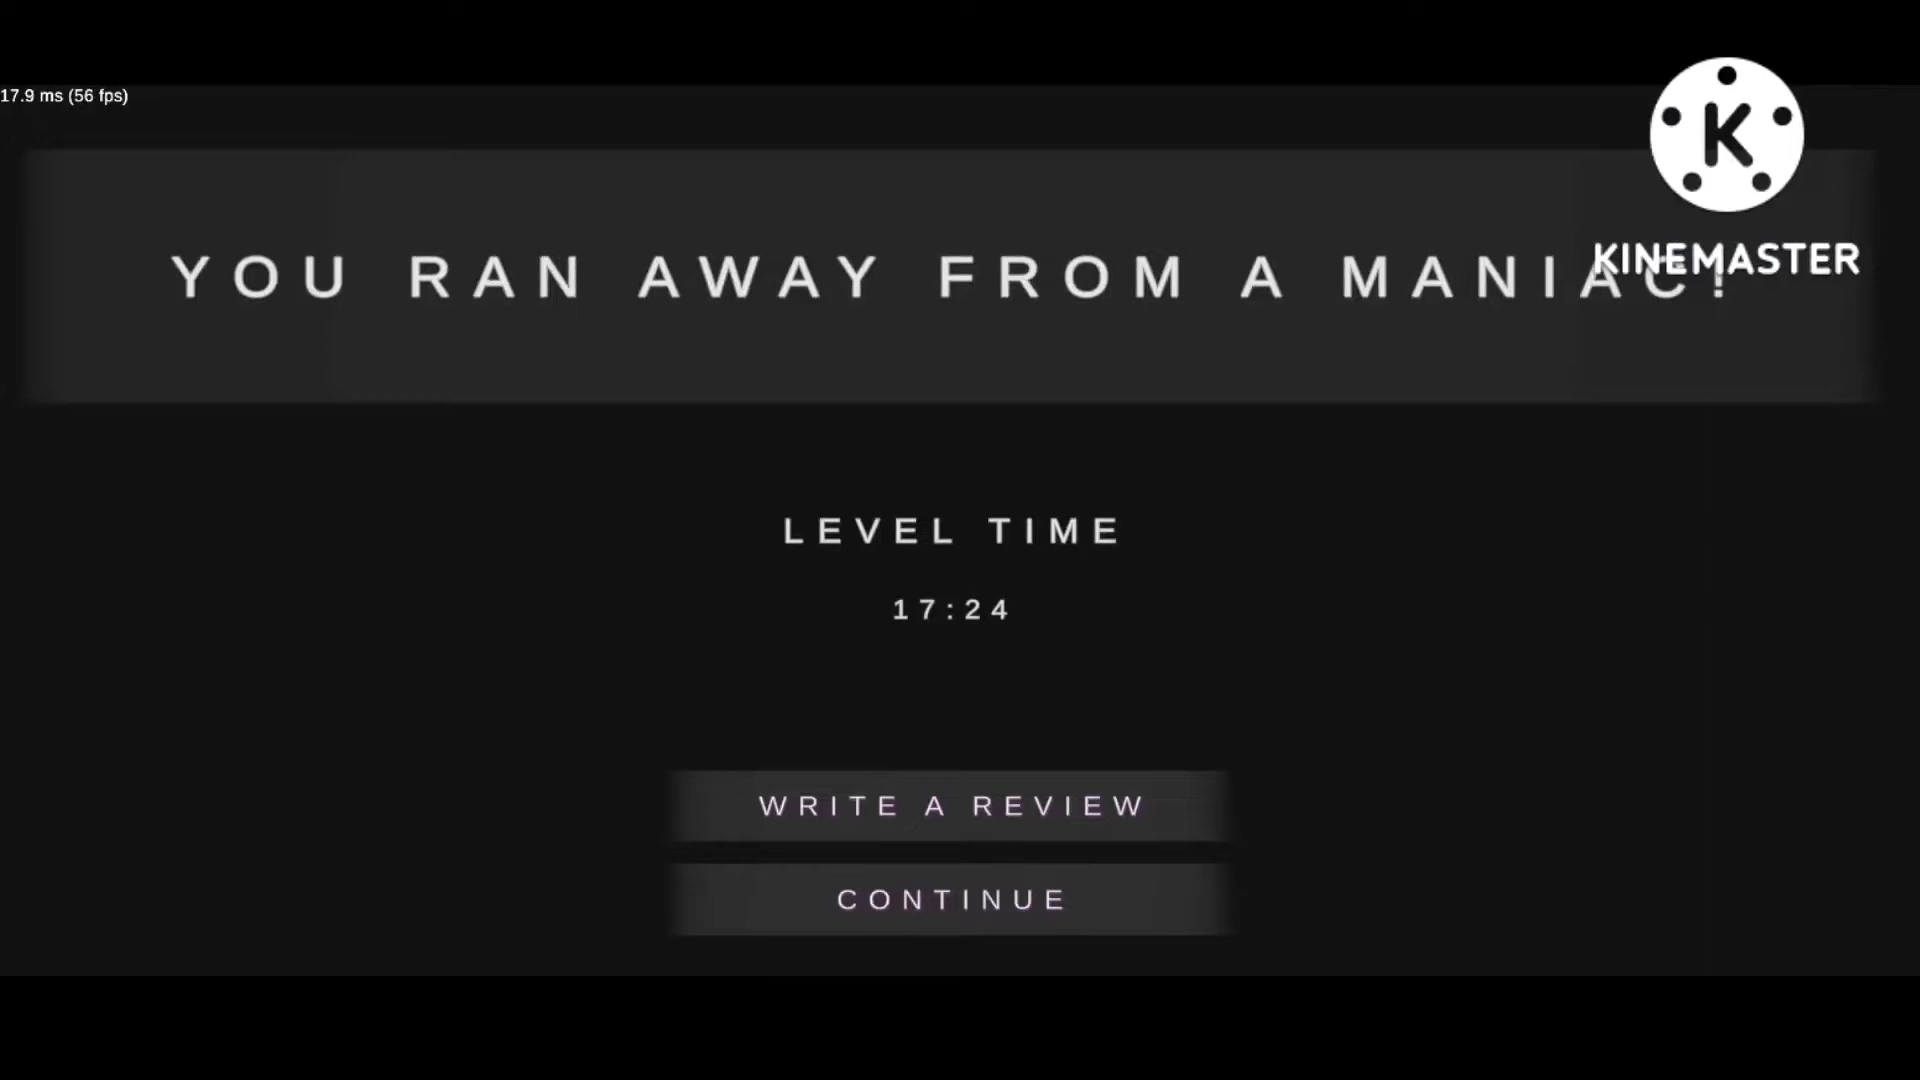 17.9 ms (56 fps)
K
KINEMASTER
YOU RAN AWAY FROM A MANIAC!
LEVEL TIME
17:24
WRITE A REVIEW
CONTINUE